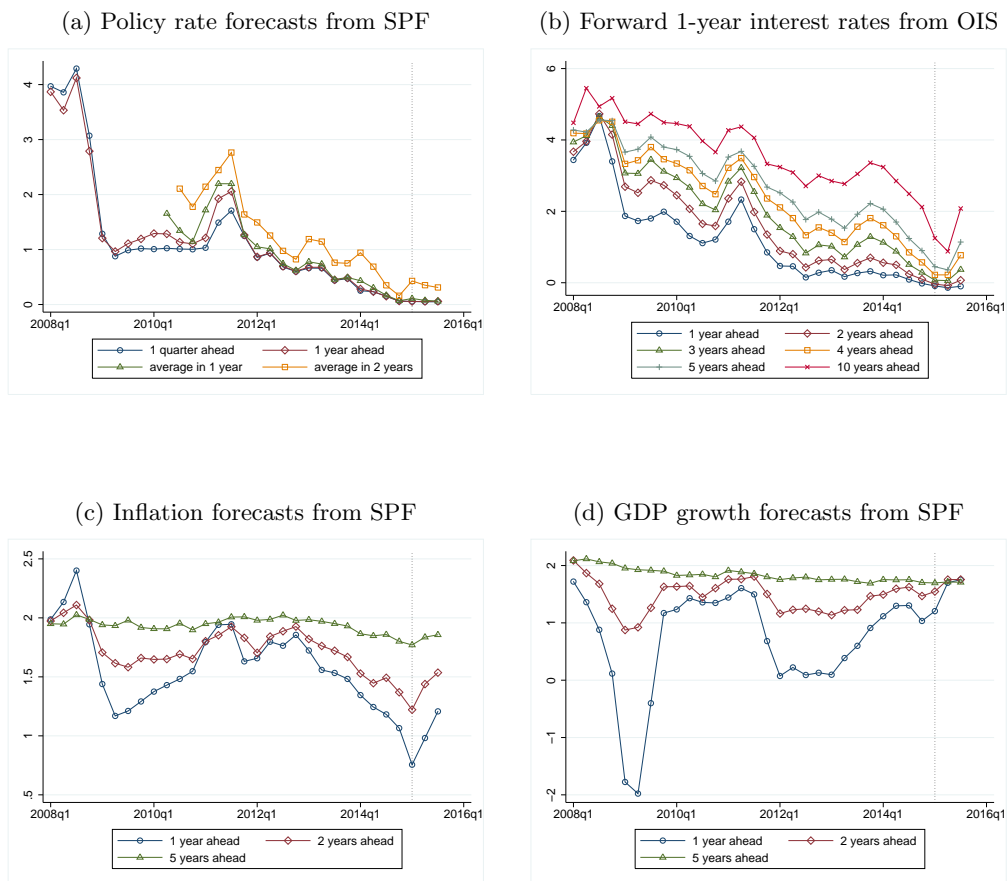 (a) Policy rate forecasts from SPF
4
3
2
1
0
2008q1 2010q1 2012q1 2014q1 2016q1
1 quarter ahead 1 year ahead
average in 1 year average in 2 years
(b) Forward 1-year interest rates from OIS
6
4
2
0
2008q1 2010q1 2012q1 2014q1 2016q1
1 year ahead 2 years ahead
3 years ahead 4 years ahead
5 years ahead 10 years ahead
(c) Inflation forecasts from SPF
2.5
2
1.5
1
.5
2008q1 2010q1 2012q1 2014q1 2016q1
1 year ahead 2 years ahead
5 years ahead
(d) GDP growth forecasts from SPF
2
1
0
−1
−2
2008q1 2010q1 2012q1 2014q1 2016q1
1 year ahead 2 years ahead
5 years ahead